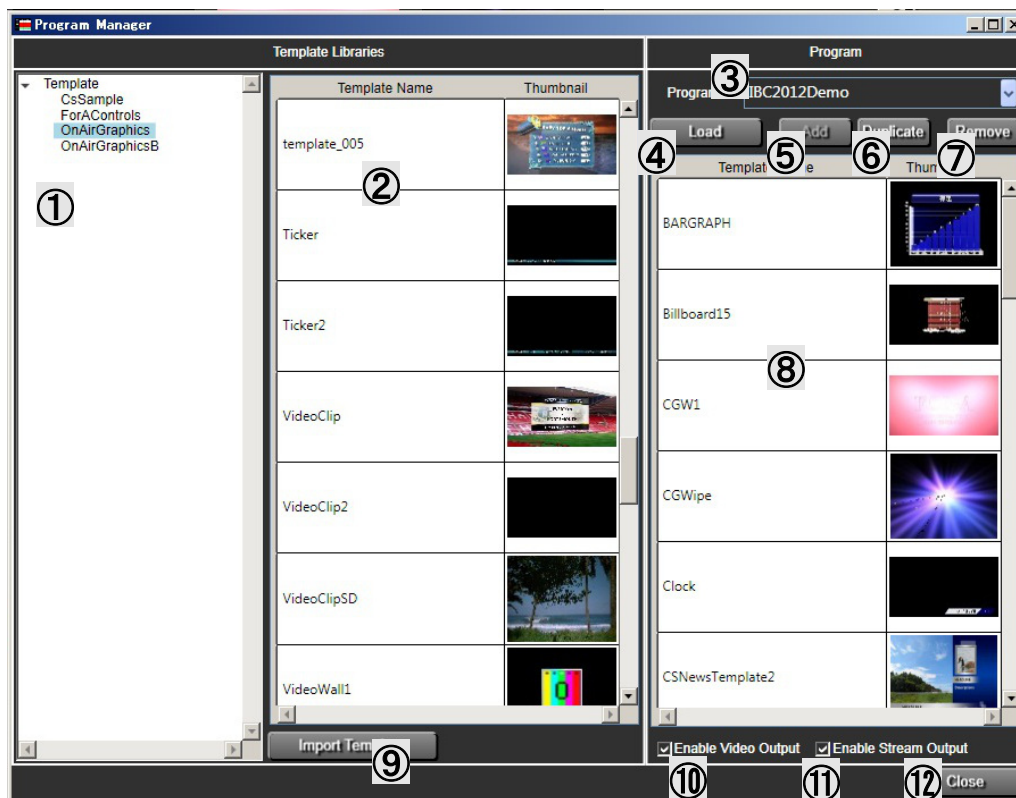 Program Manager
Template Libraries
Program
Template
CsSample
ForAControls
OnAirGraphics
OnAirGraphicsB
①
Template Name Thumbnail
template_005
②
Ticker
Ticker2
VideoClip
VideoClip2
VideoClipSD
VideoWall1
0
Import Tem
⑨
③
Program IBC2012Demo
Load Add Duplicate Remove
④ ⑤ ⑥ ⑦
BARGRAPH
Billboard15
⑧
CGW1
CGWipe
Clock
CSNewsTemplate2
Enable Video Output Enable Stream Output
⑩ ⑪ ⑫ Close